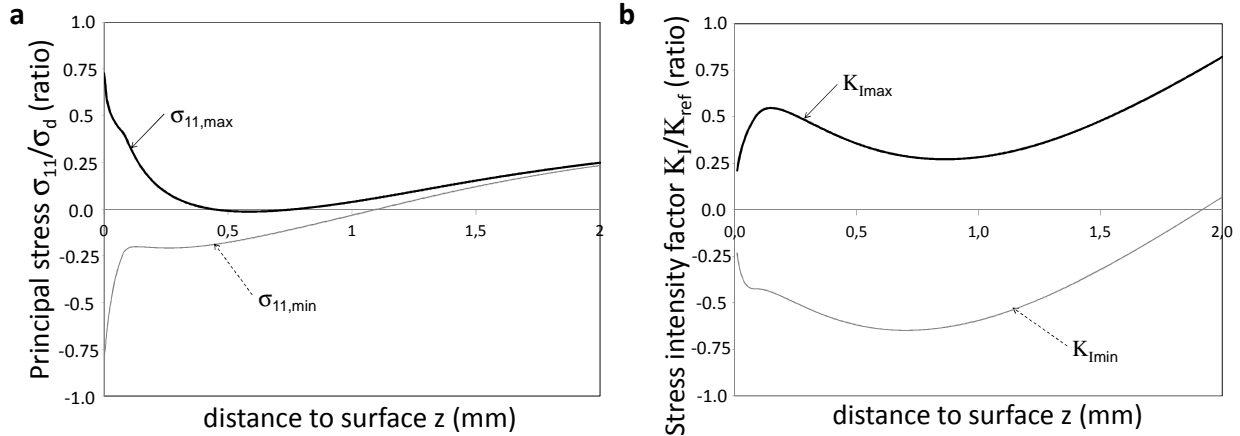 a
Principal stress σ11/σd (ratio)
1.0
0.75
0.5
0.25
0.0
-0.25
-0.5
-0.75
-1.0
0
0,5
1
1,5
2
σ11,max
σ11,min
distance to surface z (mm)
b
Stress intensity factor KI/Kref (ratio)
1.0
0.75
0.5
0.25
0.0
-0.25
-0.5
-0.75
-1.0
0,0
0,5
1,0
1,5
2,0
KImax
KImin
distance to surface z (mm)